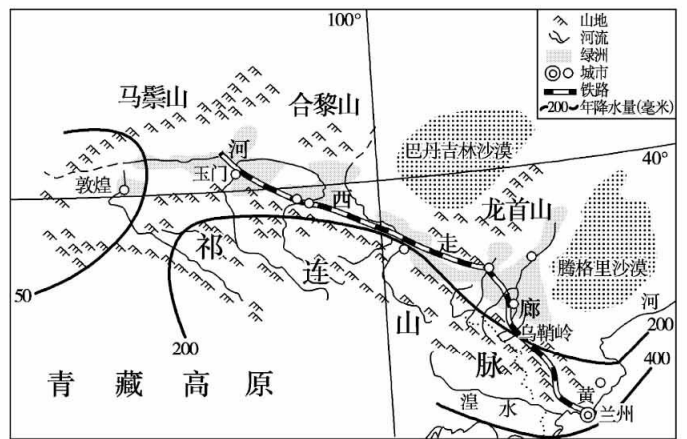 100°
山地
河流
绿洲
城市
铁路
200 年降水量(毫米)
马鬃山
合黎山
河
巴丹吉林沙漠
40°
玉门
敦煌
西
龙首山
走
祁
连
腾格里沙漠
50
廊
河
山
乌鞘岭
200
200
脉
400
青藏高原
黄
湟水
兰州